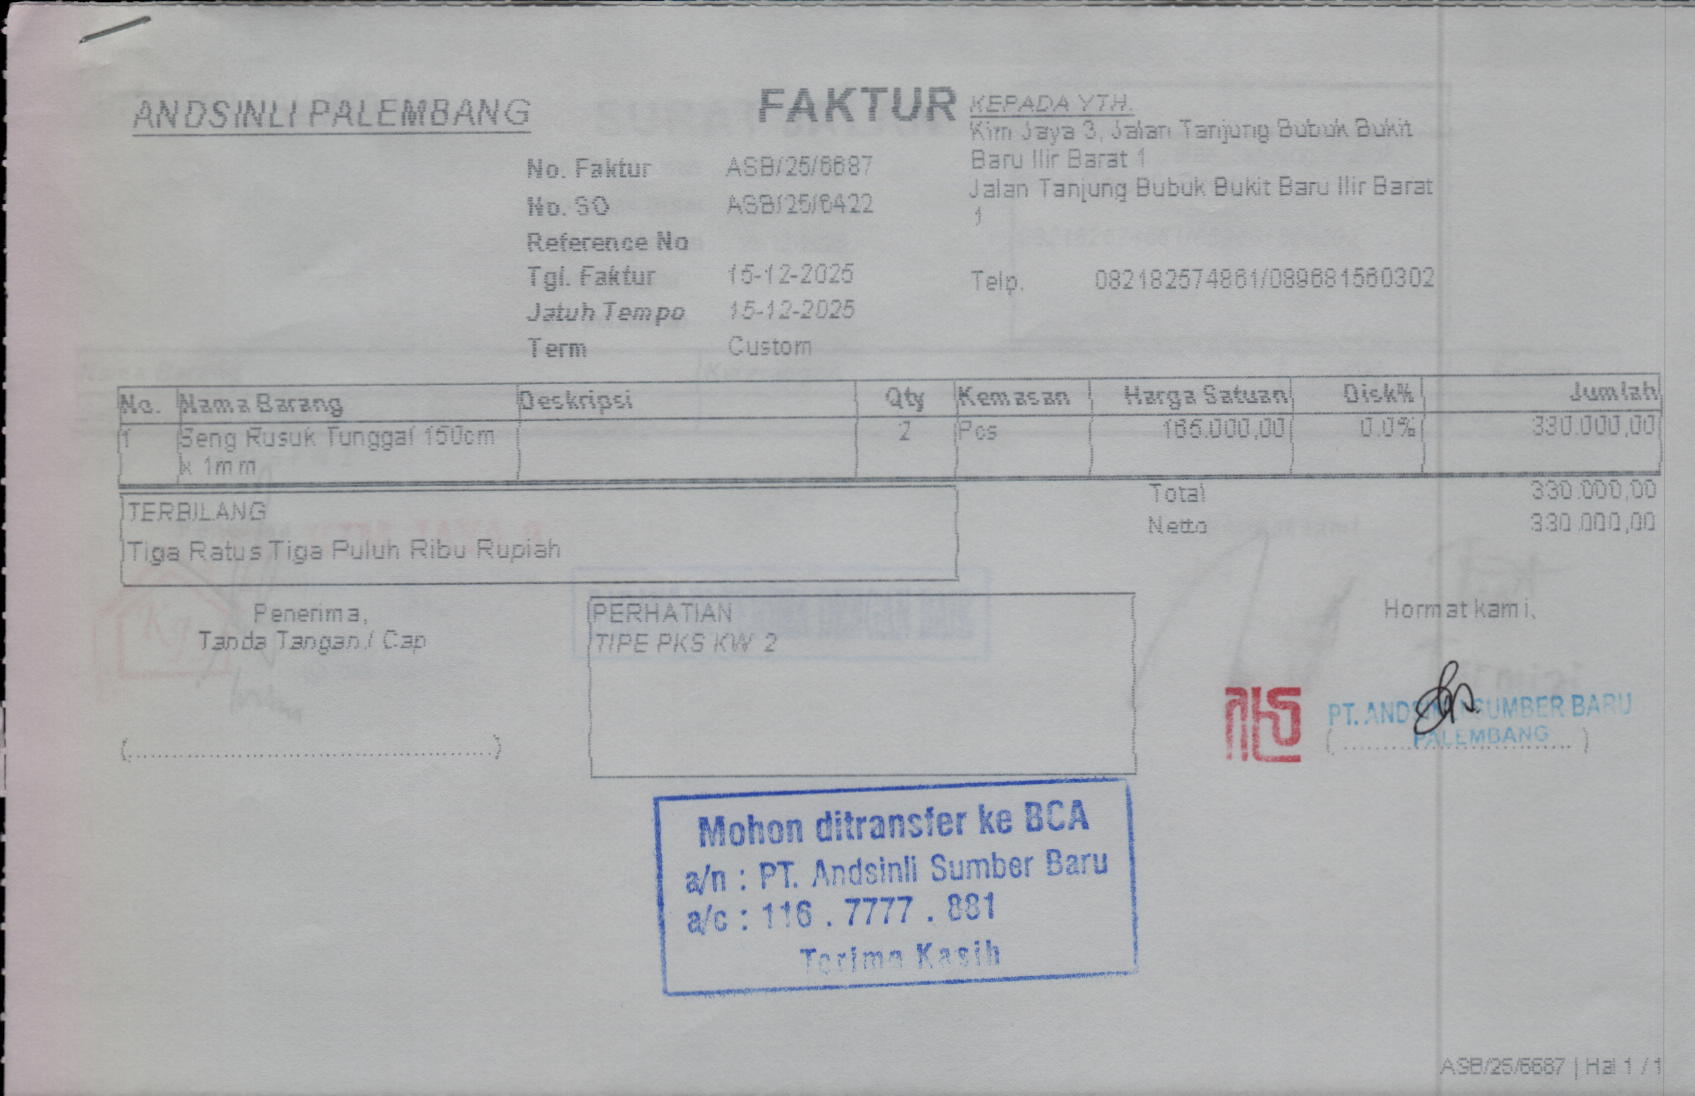 ANDSINLI PALEMBANG
FAKTUR
KEPADA YTH.
Kim Jaya 3, Jalan Tanjung Bubuk Bukit
Baru Ilir Barat 1
Jalan Tanjung Bubuk Bukit Baru Ilir Barat
1
Telp. 082182574861/089681560302
No. Faktur ASB/25/6687
No. SO ASB/25/6422
Reference No
Tgl. Faktur 15-12-2025
Jatuh Tempo 15-12-2025
Term Custom
No. Nama Barang Deskripsi Qty Kemasan Harga Satuan Disk% Jumlah
1 Seng Rusuk Tunggal 150cm 2 Pcs 165.000,00 0.0% 330.000,00
x 1mm
Total 330.000,00
Netto 330.000,00
TERBILANG
Tiga Ratus Tiga Puluh Ribu Rupiah
Penerima,
Tanda Tangan / Cap
(......................................................)
PERHATIAN
TIPE PKS KW 2
Hormat kami,
PT. ANDSINLI SUMBER BARU
PALEMBANG
(......................................)
Mohon ditransfer ke BCA
a/n : PT. Andsinli Sumber Baru
a/c : 116 . 7777 . 881
Terima Kasih
ASB/25/6687 | Hal 1 / 1